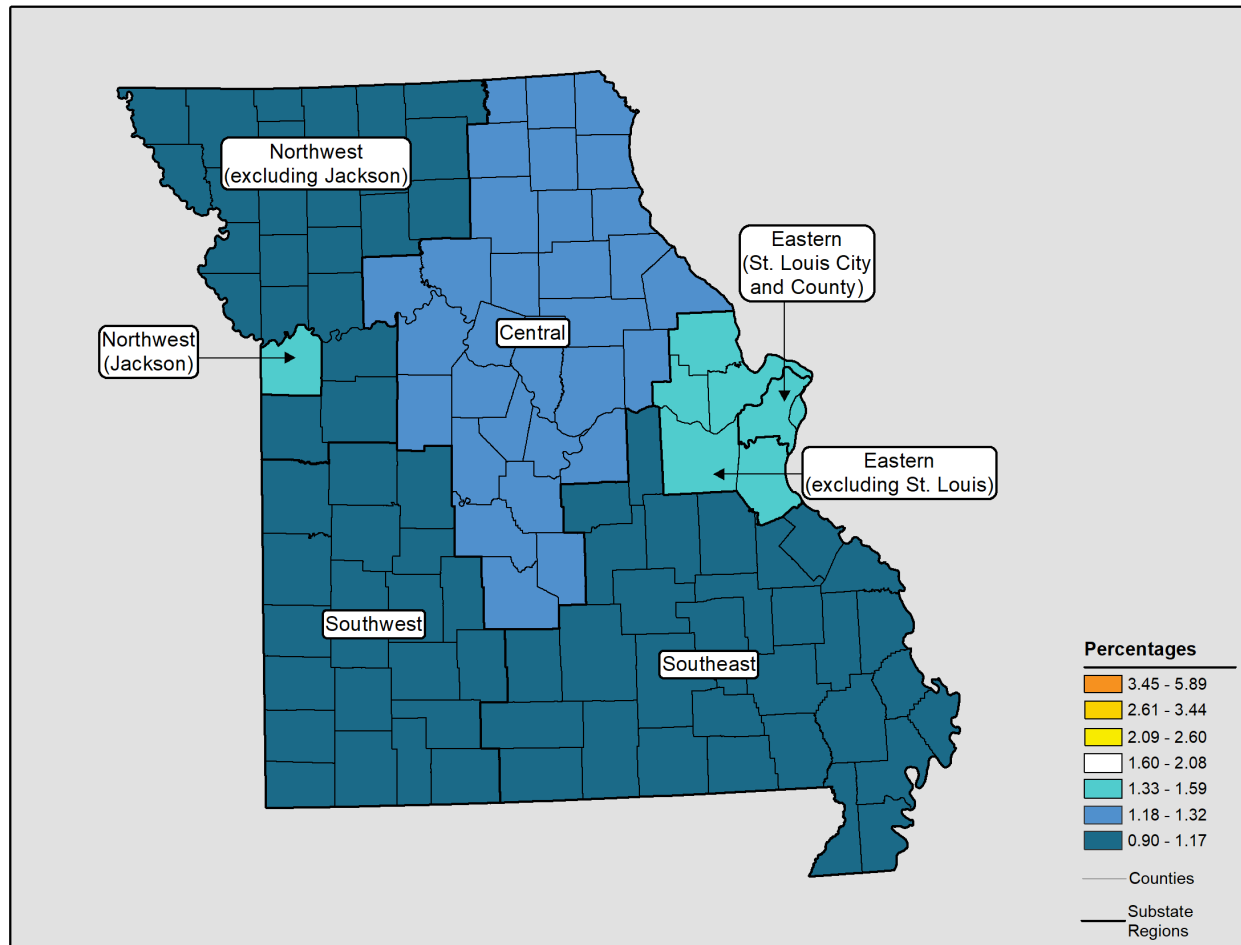 Northwest
(excluding Jackson)
Eastern
(St. Louis City
and County)
Northwest
(Jackson)
Central
Eastern
(excluding St. Louis)
Southwest
Southeast
Percentages
3.45 - 5.89
2.61 - 3.44
2.09 - 2.60
1.60 - 2.08
1.33 - 1.59
1.18 - 1.32
0.90 - 1.17
Counties
Substate
Regions